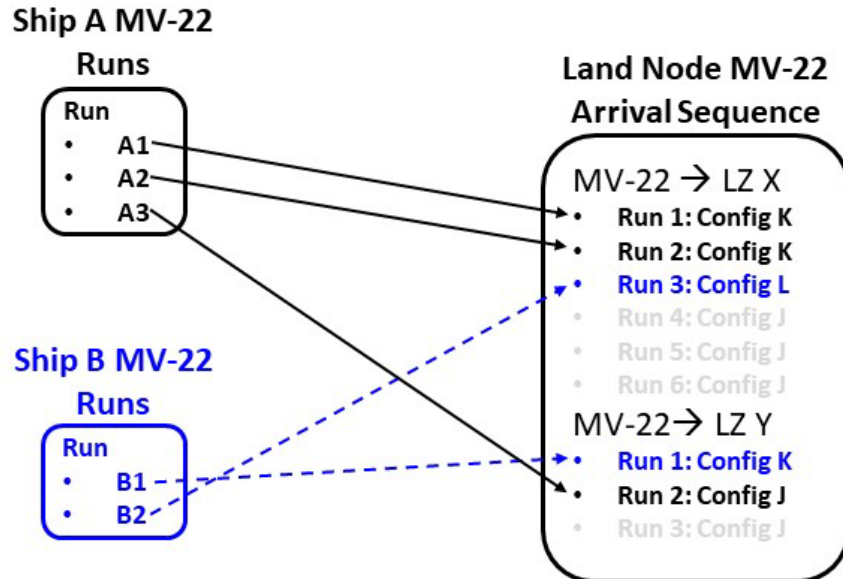 Ship A MV-22
Runs
Run
• A1
• A2
• A3
Ship B MV-22
Runs
Run
• B1
• B2
Land Node MV-22
Arrival Sequence
MV-22 → LZ X
• Run 1: Config K
• Run 2: Config K
• Run 3: Config L
• Run 4: Config J
• Run 5: Config J
• Run 6: Config J
MV-22→ LZ Y
• Run 1: Config K
• Run 2: Config J
• Run 3: Config J